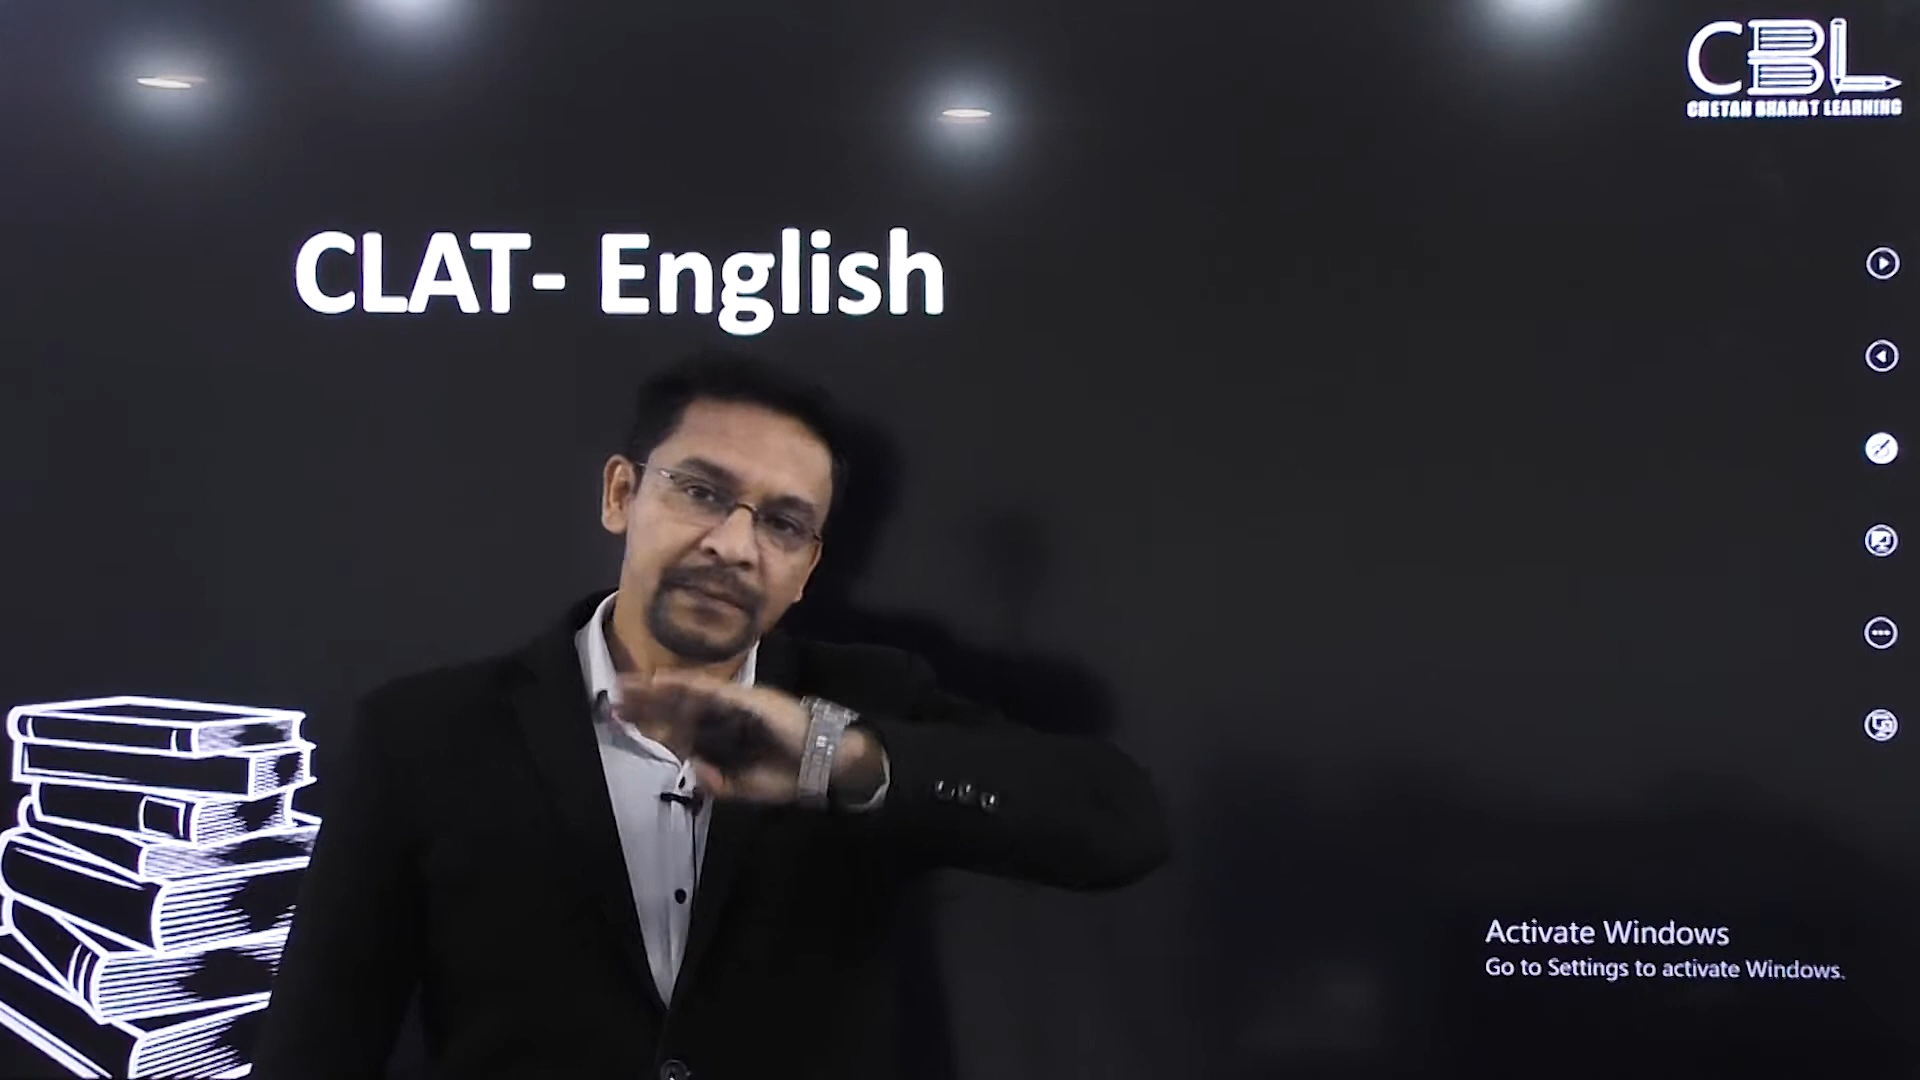 CBL
CHETAN BHARAT LEARNING
CLAT- English
Activate Windows
Go to Settings to activate Windows.